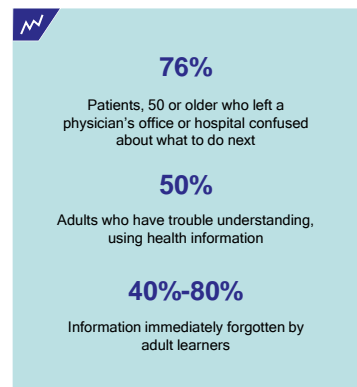 76%
Patients, 50 or older who left a
physician's office or hospital confused
about what to do next
50%
Adults who have trouble understanding,
using health information
40%-80%
Information immediately forgotten by
adult learners